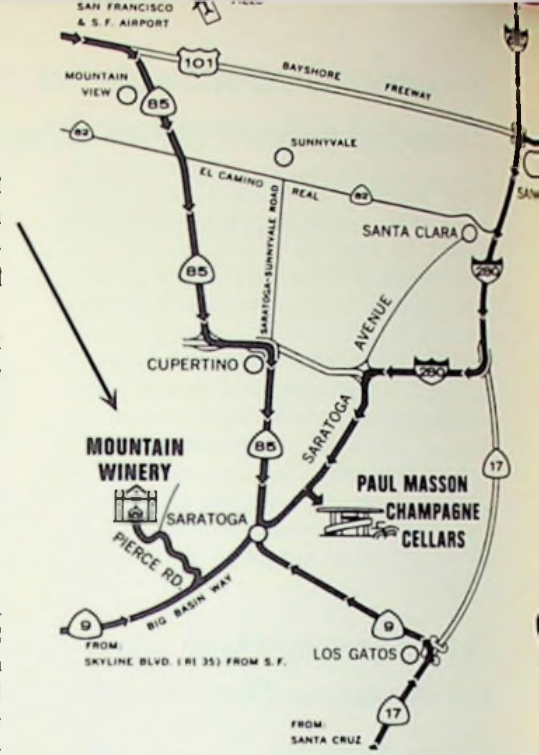 SAN FRANCISCO
& S.F. AIRPORT
101
BAYSHORE FREEWAY
MOUNTAIN
VIEW
85
82
SUNNYVALE
EL CAMINO REAL
82
SANTA CLARA
SARATOGA-SUNNYVALE ROAD
85
280
AVENUE
CUPERTINO
280
85
SARATOGA
17
MOUNTAIN
WINERY
PAUL MASSON
CHAMPAGNE
CELLARS
SARATOGA
PIERCE RD.
BIG BASIN WAY
9
9
FROM:
SKYLINE BLVD. (RT 35) FROM S.F.
LOS GATOS
17
FROM:
SANTA CRUZ